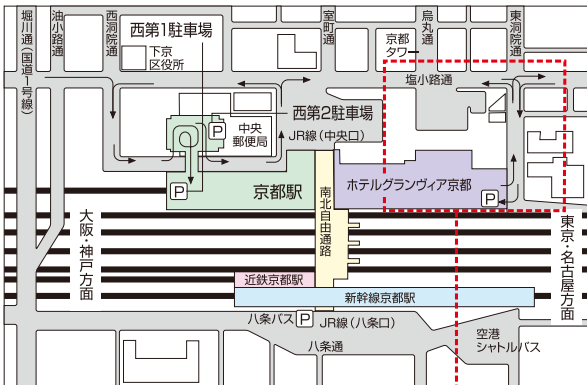 堀川通(国道1号線)
油小路通
西洞院通
西第1駐車場
下京
区役所
室町通
烏丸通
東洞院通
京都
タワー
塩小路通
P
西第2駐車場
中央
郵便局
JR線(中央口)
P
京都駅
南北自由通路
ホテルグランヴィア京都
P
大阪・神戸方面
東京・名古屋方面
近鉄京都駅
新幹線京都駅
八条バス
P
JR線(八条口)
八条通
空港
シャトルバス